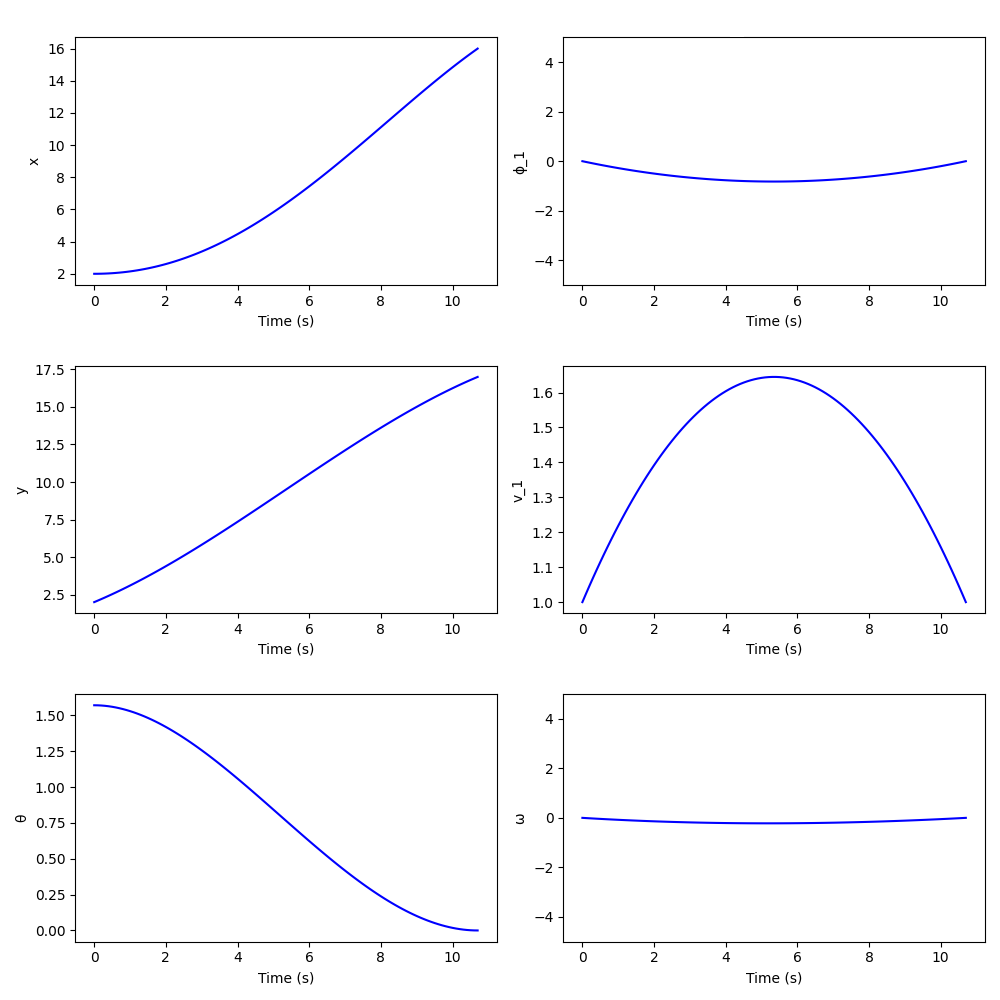 16
14
12
10
8
6
4
2
x
0 2 4 6 8 10
Time (s)
4
2
0
−2
−4
ϕ_1
0 2 4 6 8 10
Time (s)
17.5
15.0
12.5
10.0
7.5
5.0
2.5
y
0 2 4 6 8 10
Time (s)
1.6
1.5
1.4
1.3
1.2
1.1
1.0
v_1
0 2 4 6 8 10
Time (s)
1.50
1.25
1.00
0.75
0.50
0.25
0.00
θ
0 2 4 6 8 10
Time (s)
4
2
0
−2
−4
ω
0 2 4 6 8 10
Time (s)